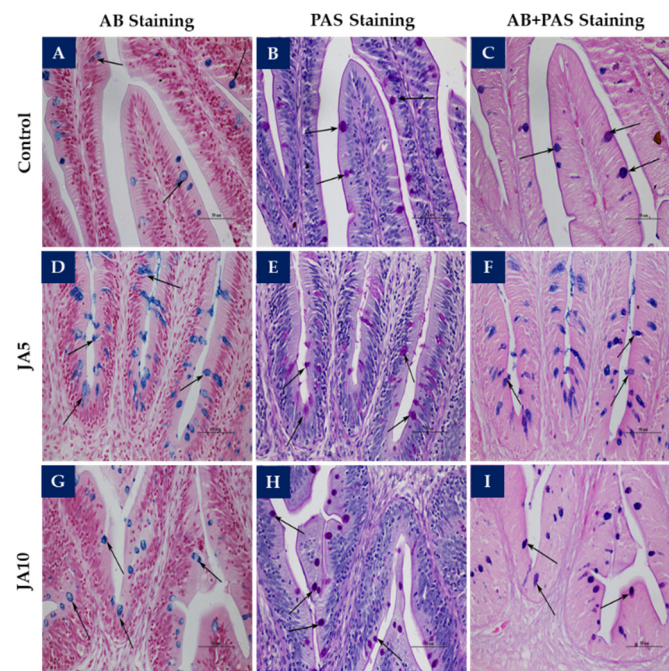 AB Staining PAS Staining AB+PAS Staining
A B C
Control
D E F
JA5
G H I
JA10